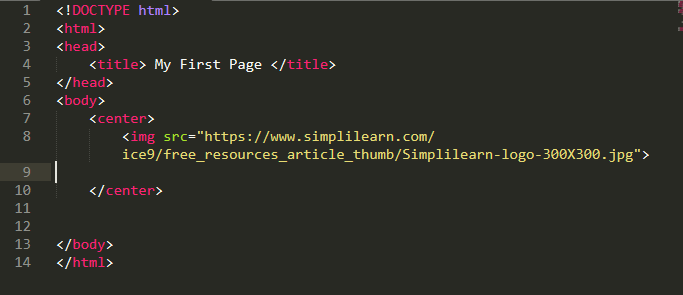 1 <!DOCTYPE html>
2 <html>
3 <head>
4 <title> My First Page </title>
5 </head>
6 <body>
7 <center>
8 <img src="https://www.simplilearn.com/
ice9/free_resources_article_thumb/Simplilearn-logo-300X300.jpg">
9
10 </center>
11
12
13 </body>
14 </html>